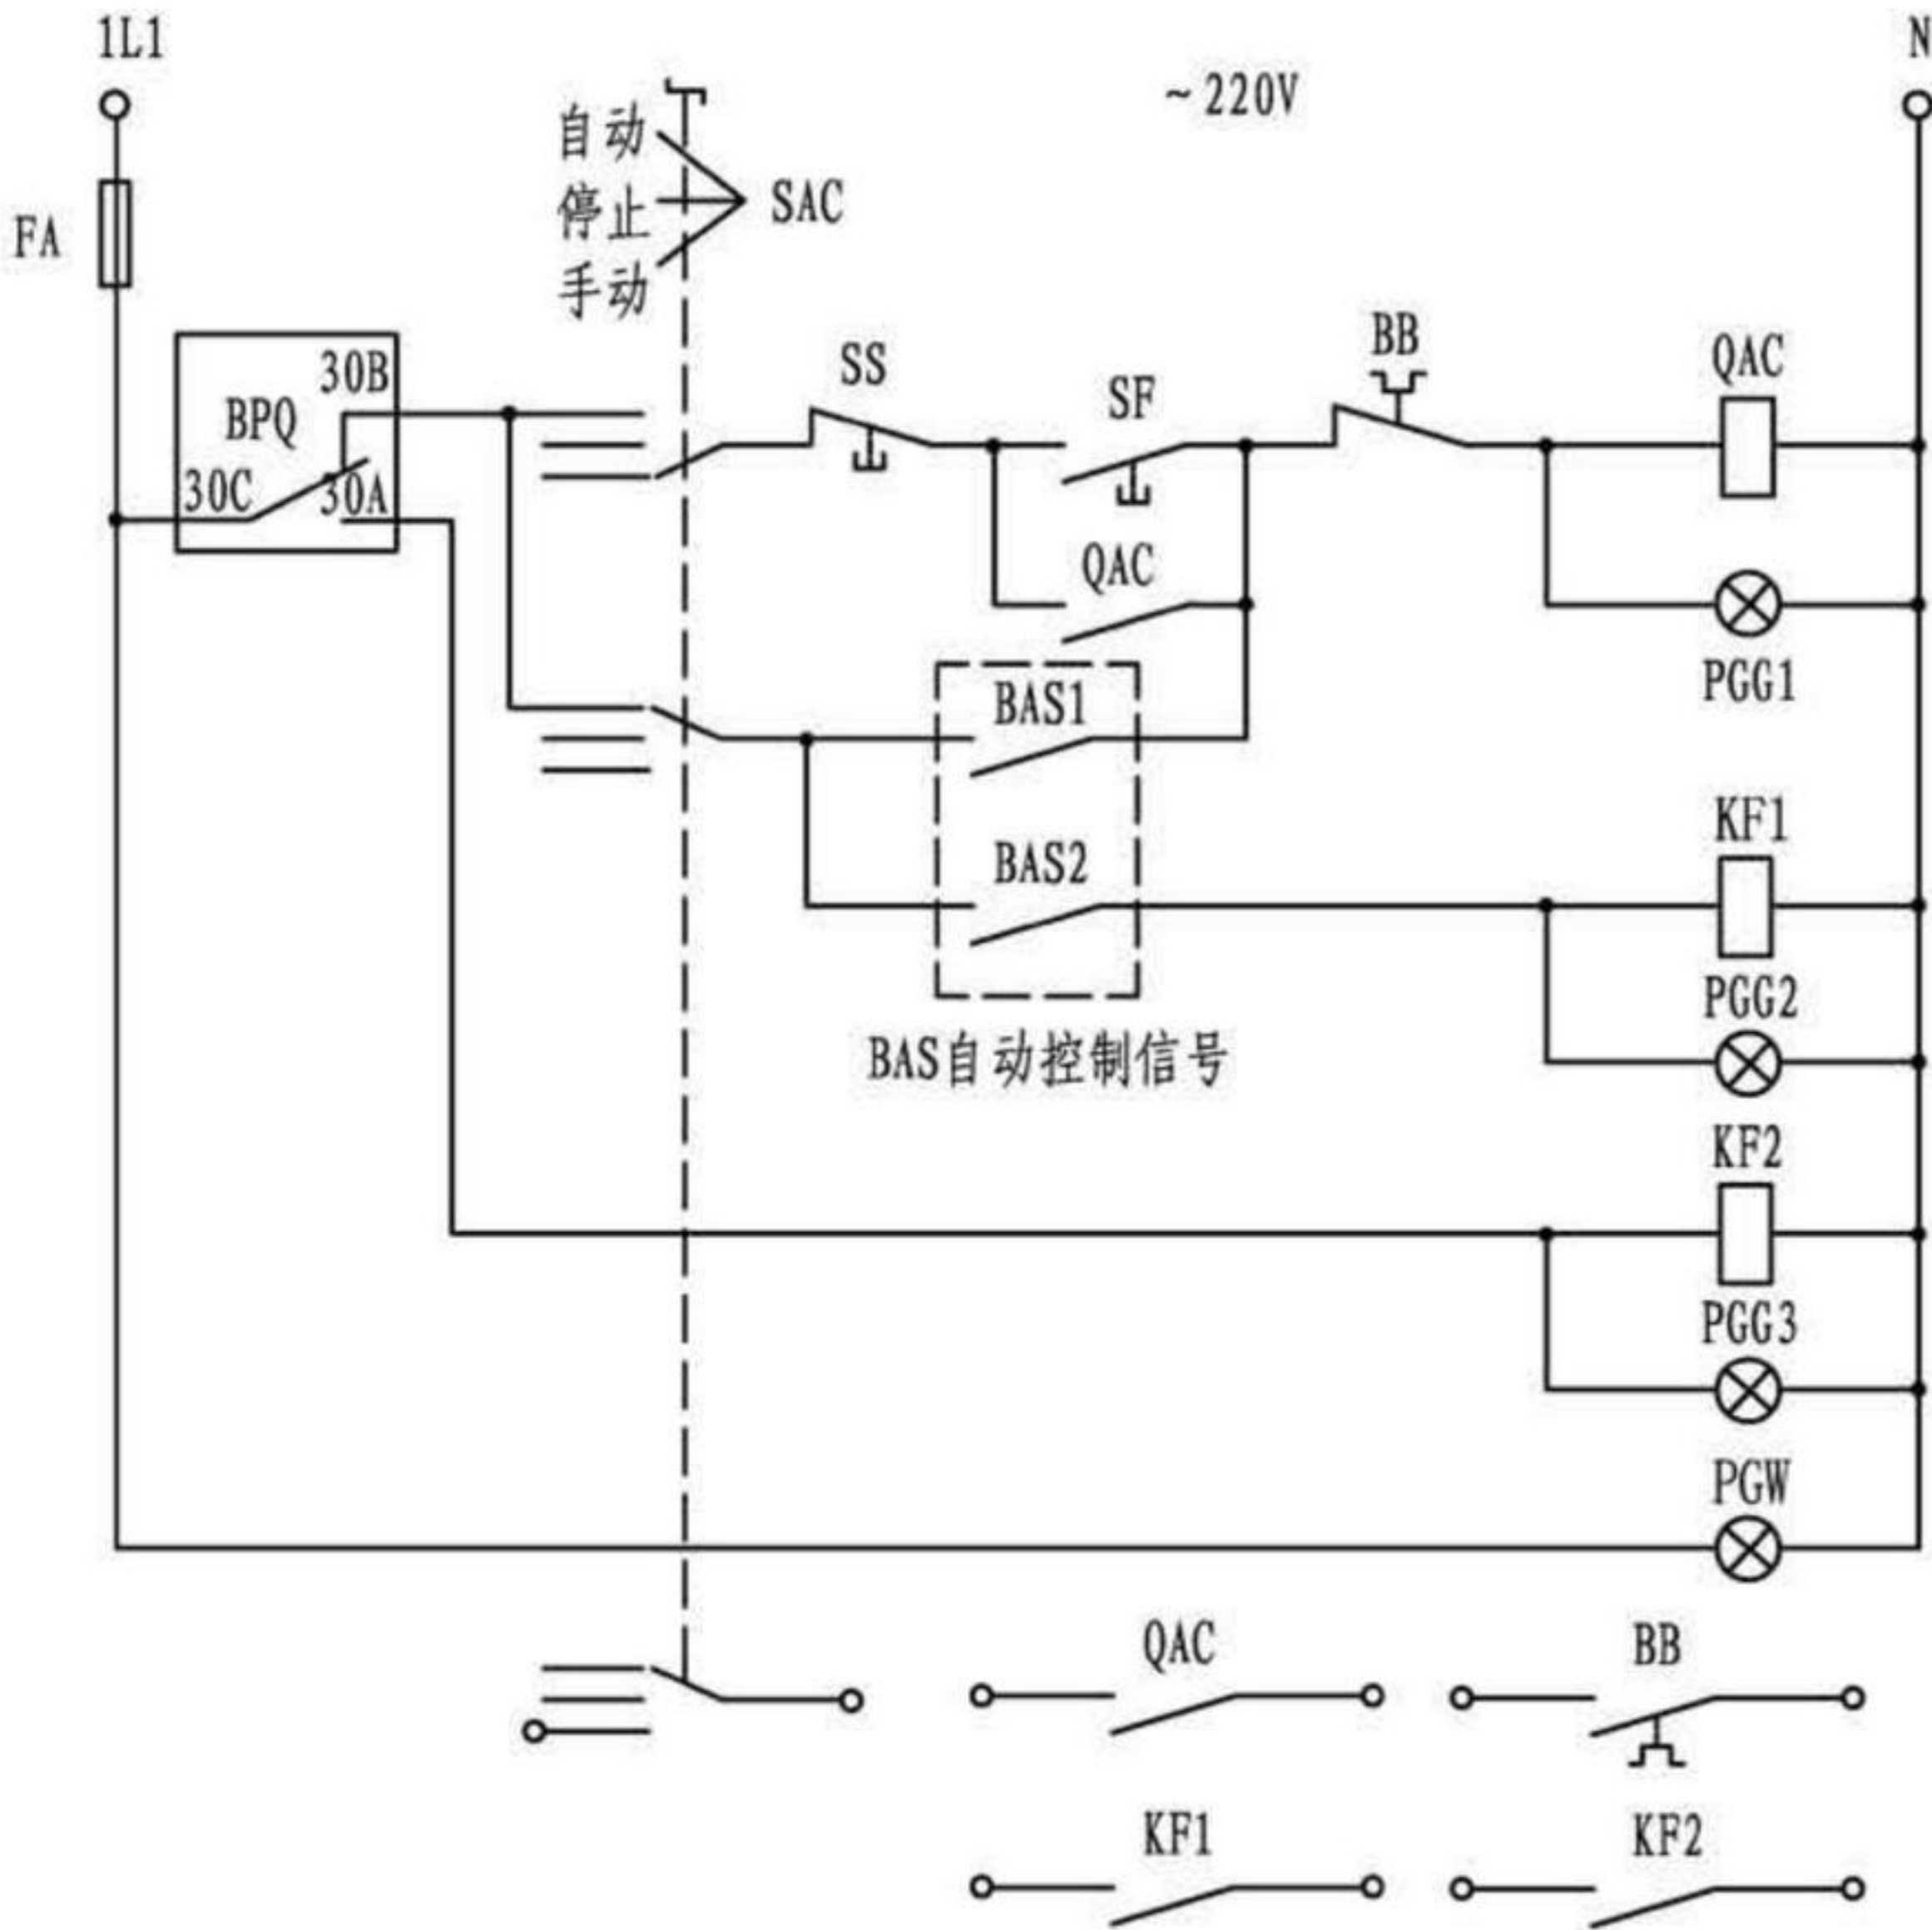 1L1
N
~220V
自动
停止
手动
SAC
FA
30B
BPQ
30C
30A
SS
SF
BB
QAC
QAC
PGG1
BAS1
BAS2
BAS自动控制信号
KF1
PGG2
KF2
PGG3
PGW
QAC
BB
KF1
KF2